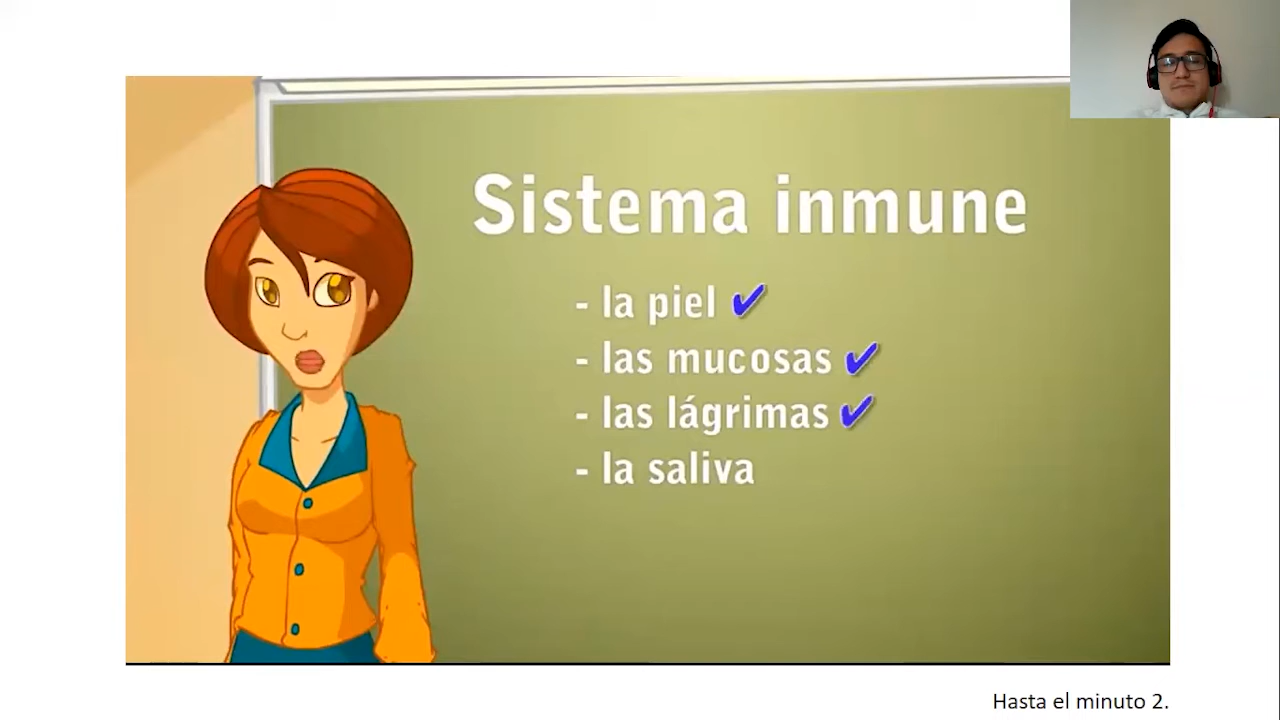 Sistema inmune
- la piel ✔
- las mucosas ✔
- las lágrimas ✔
- la saliva
Hasta el minuto 2.